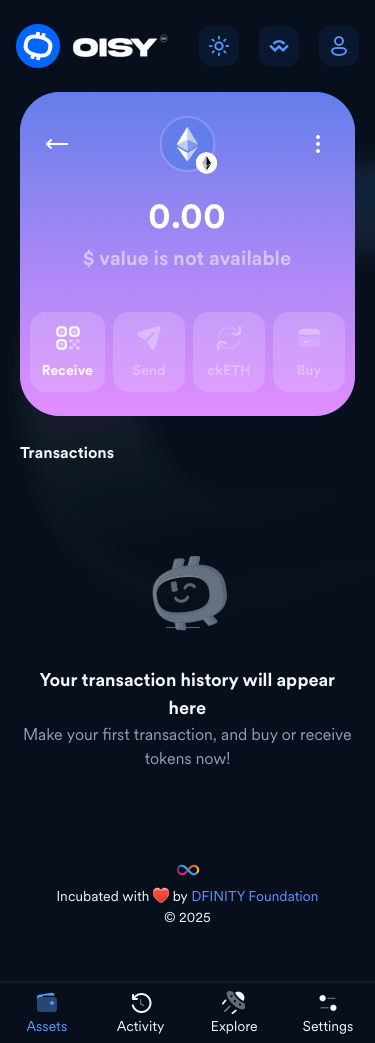 OISY
0.00
$ value is not available
Receive
Send
ckETH
Buy
Transactions
Your transaction history will appear
here
Make your first transaction, and buy or receive
tokens now!
Incubated with ❤️ by DFINITY Foundation
© 2025
Assets
Activity
Explore
Settings